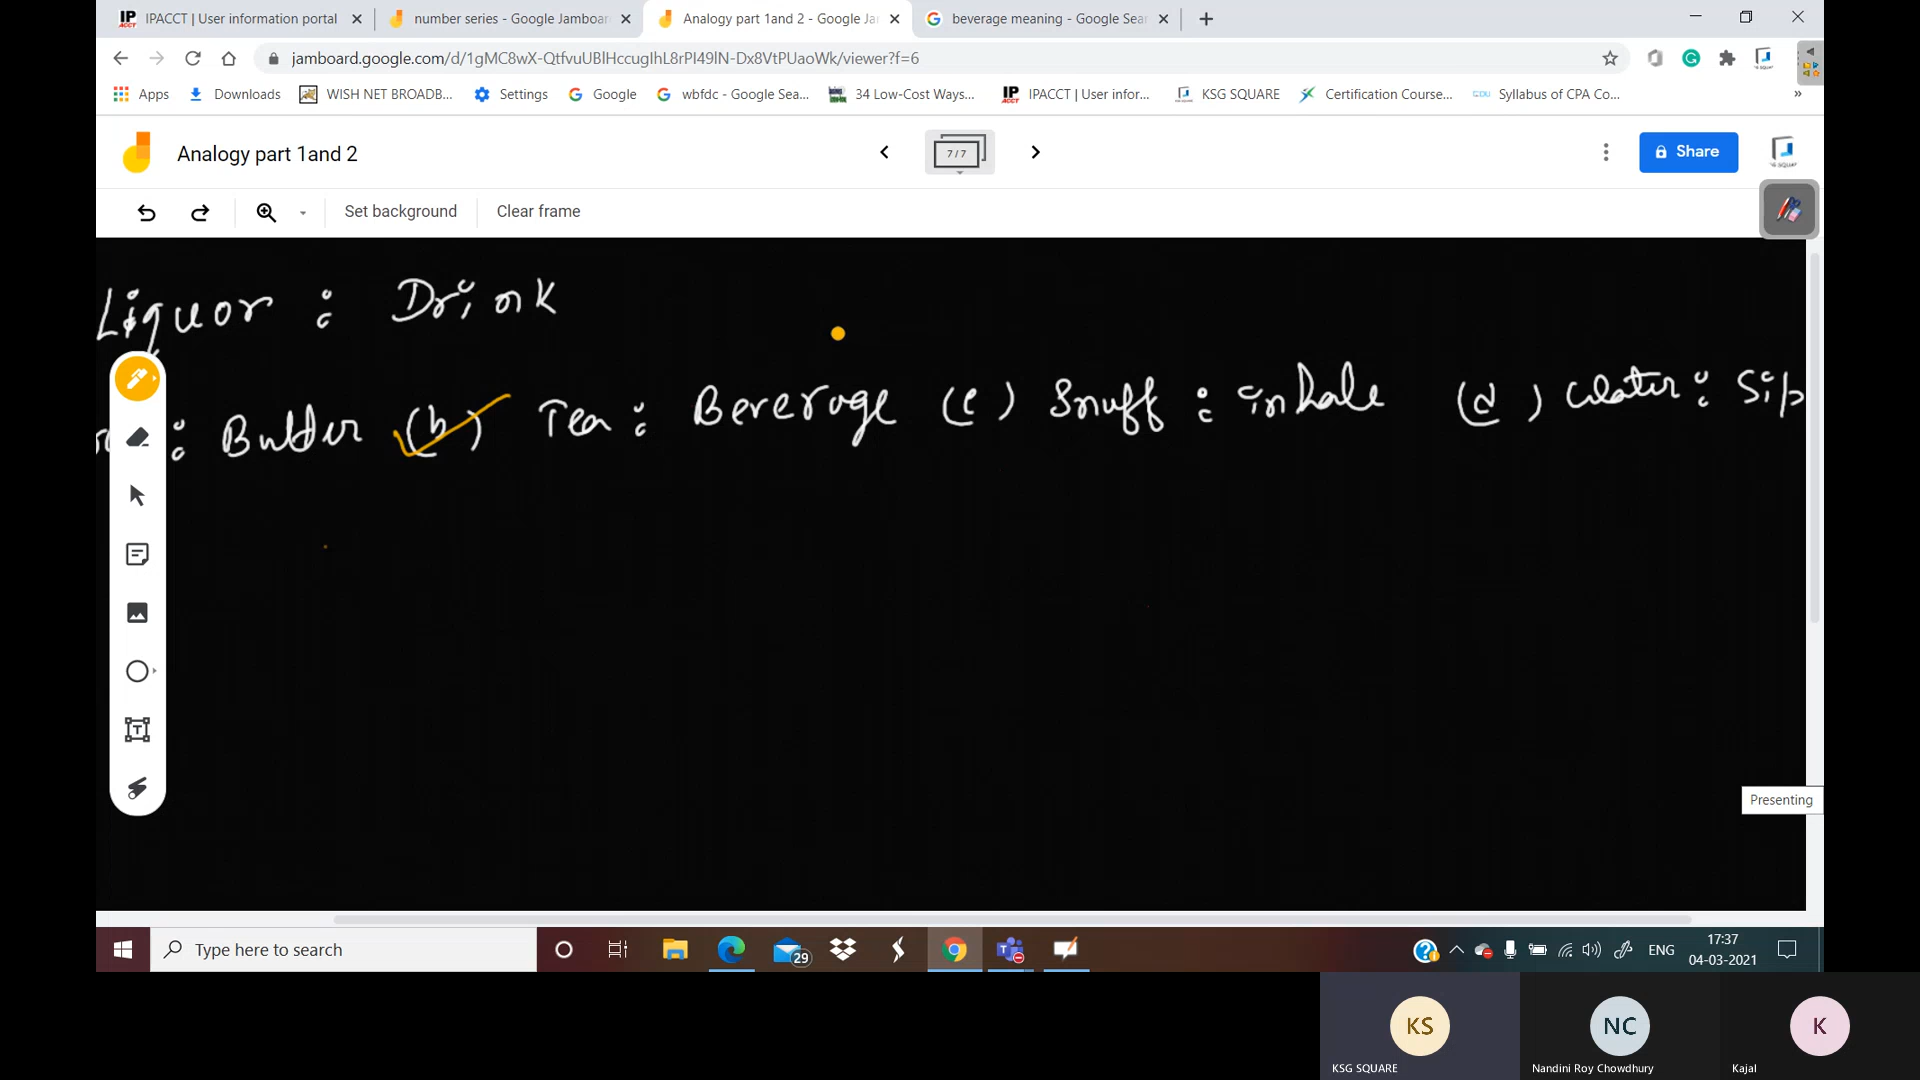 IPACCT | User information portal
number series - Google Jamboar
Analogy part 1and 2 - Google Ja
beverage meaning - Google Sea
jamboard.google.com/d/1gMC8wX-QtfvuUBlHccugIhL8rPI49lN-Dx8VtPUaoWk/viewer?f=6
Apps Downloads WISH NET BROADB... Settings Google wbfdc - Google Sea... 34 Low-Cost Ways... IPACCT | User infor... KSG SQUARE Certification Course... Syllabus of CPA Co... »
Analogy part 1and 2
7 / 7
Share
Set background Clear frame
Liquor : Drink
: Butter (b) Tea : Beverage (c) Snuff : inhale (d) Water : Sip
Presenting
Type here to search
29
ENG
17:37
04-03-2021
KS NC K
KSG SQUARE Nandini Roy Chowdhury Kajal